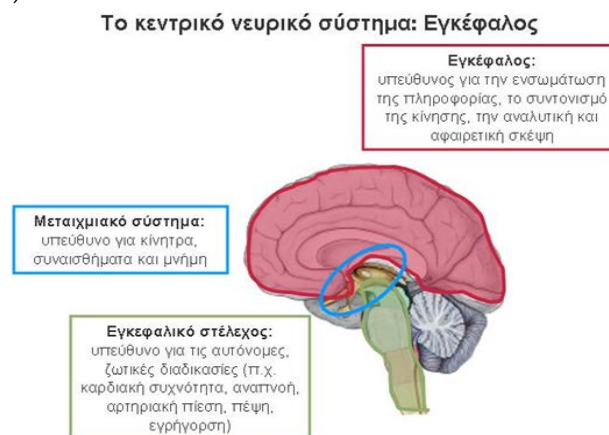 Το κεντρικό νευρικό σύστημα: Εγκέφαλος
Εγκέφαλος:
υπεύθυνος για την ενσωμάτωση
της πληροφορίας, το συντονισμό
της κίνησης, την αναλυτική και
αφαιρετική σκέψη
Μεταιχμιακό σύστημα:
υπεύθυνο για κίνητρα,
συναισθήματα και μνήμη
Εγκεφαλικό στέλεχος:
υπεύθυνο για τις αυτόνομες,
ζωτικές διαδικασίες (π.χ.
καρδιακή συχνότητα, αναπνοή,
αρτηριακή πίεση, πέψη,
εγρήγορση)